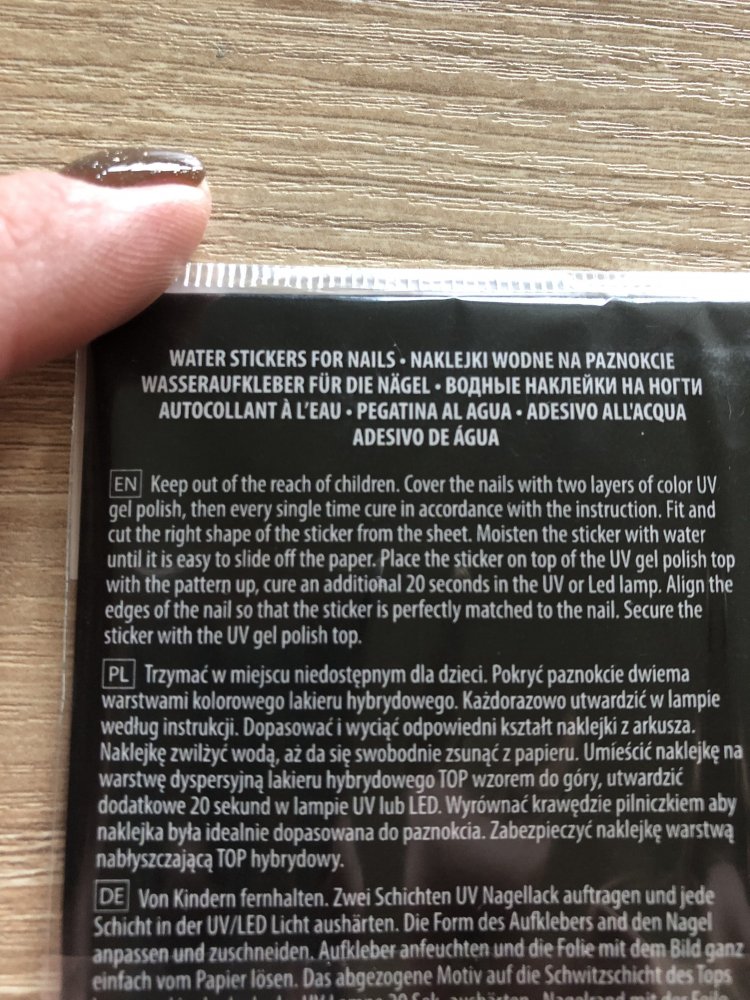 WATER STICKERS FOR NAILS • NAKLEJKI WODNE NA PAZNOKCIE
WASSERAUFKLEBER FÜR DIE NÄGEL • ВОДНЫЕ НАКЛЕЙКИ НА НОГТИ
AUTOCOLLANT À L'EAU • PEGATINA AL AGUA • ADESIVO ALL'ACQUA
ADESIVO DE ÁGUA
EN Keep out of the reach of children. Cover the nails with two layers of color UV
gel polish, then every single time cure in accordance with the instruction. Fit and
cut the right shape of the sticker from the sheet. Moisten the sticker with water
until it is easy to slide off the paper. Place the sticker on top of the UV gel polish top
with the pattern up, cure an additional 20 seconds in the UV or Led lamp. Align the
edges of the nail so that the sticker is perfectly matched to the nail. Secure the
sticker with the UV gel polish top.
PL Trzymać w miejscu niedostępnym dla dzieci. Pokryć paznokcie dwiema
warstwami kolorowego lakieru hybrydowego. Każdorazowo utwardzić w lampie
według instrukcji. Dopasować i wyciąć odpowiedni kształt naklejki z arkusza.
Naklejkę zwilżyć wodą, aż da się swobodnie zsunąć z papieru. Umieścić naklejkę na
warstwę dyspersyjną lakieru hybrydowego TOP wzorem do góry, utwardzić
dodatkowe 20 sekund w lampie UV lub LED. Wyrównać krawędzie pilniczkiem aby
naklejka była idealnie dopasowana do paznokcia. Zabezpieczyć naklejkę warstwą
nabłyszczającą TOP hybrydowy.
DE Von Kindern fernhalten. Zwei Schichten UV Nagellack auftragen und jede
Schicht in der UV/LED Licht aushärten. Die Form des Aufklebers and den Nagel
anpassen und zuschneiden. Aufkleber anfeuchten und die Folie mit dem Bild ganz
einfach vom Papier lösen. Das abgezogene Motiv auf die Schwitzschicht des Tops